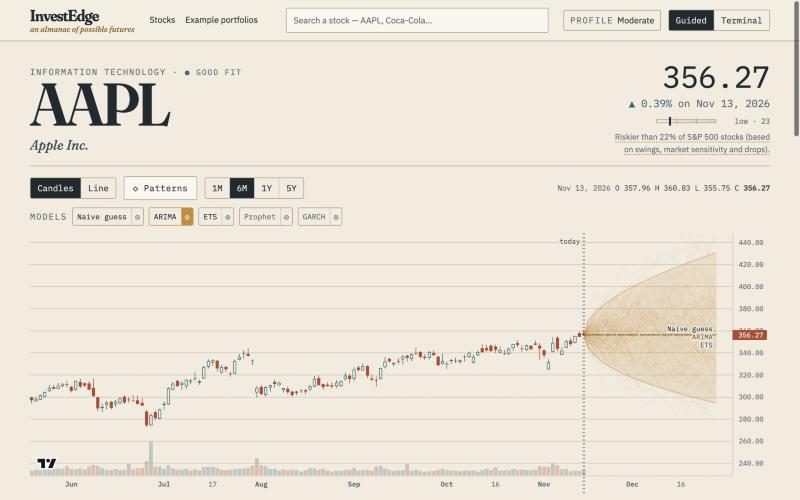 InvestEdge
an almanac of possible futures
Stocks
Example portfolios
Search a stock — AAPL, Coca-Cola…
PROFILE Moderate
Guided
Terminal
INFORMATION TECHNOLOGY · ● GOOD FIT
AAPL
Apple Inc.
356.27
▲ 0.39% on Nov 13, 2026
low · 23
Riskier than 22% of S&P 500 stocks (based
on swings, market sensitivity and drops).
Candles
Line
◇ Patterns
1M
6M
1Y
5Y
Nov 13, 2026 O 357.96 H 360.83 L 355.75 C 356.27
MODELS
Naive guess
ARIMA
ETS
Prophet
GARCH
today
440.00
420.00
400.00
380.00
356.27
340.00
320.00
300.00
280.00
260.00
240.00
Naive guess
ARIMA
ETS
Jun
Jul
17
Aug
Sep
Oct
16
Nov
Dec
16